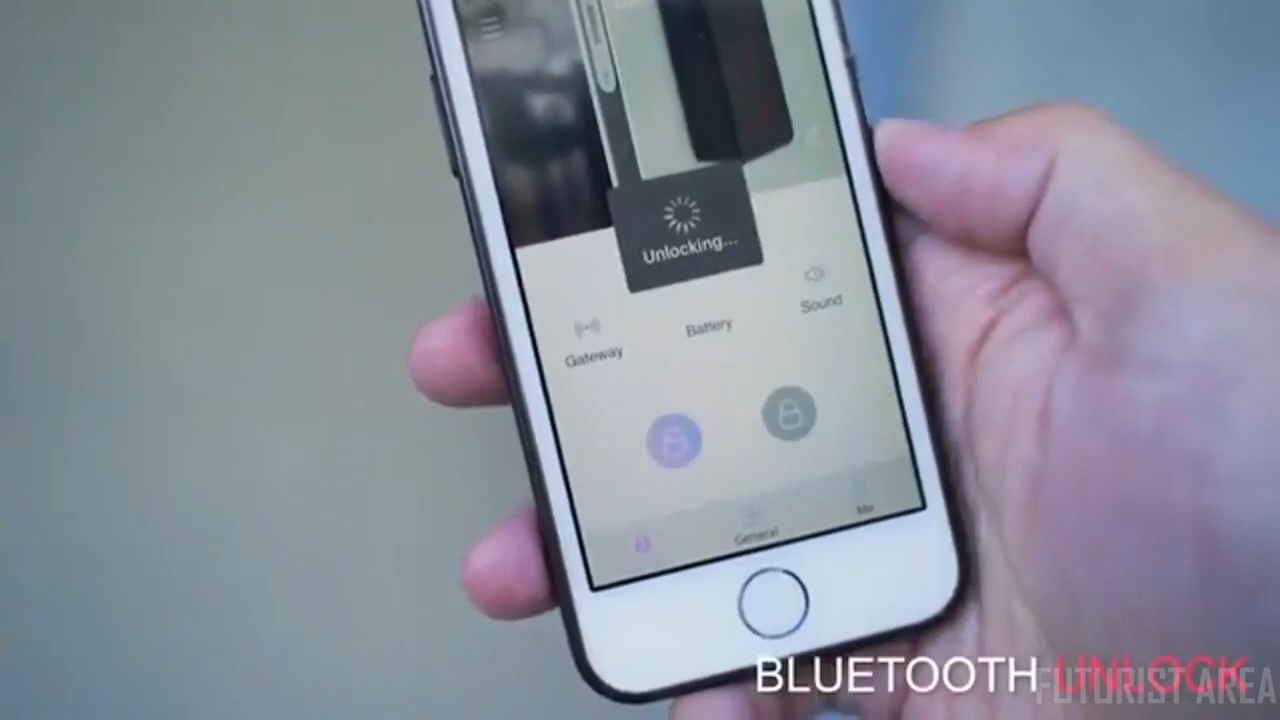 Unlocking...
Gateway
Battery
Sound
General
Me
BLUETOOTH UNLOCK
FUTURIST AREA